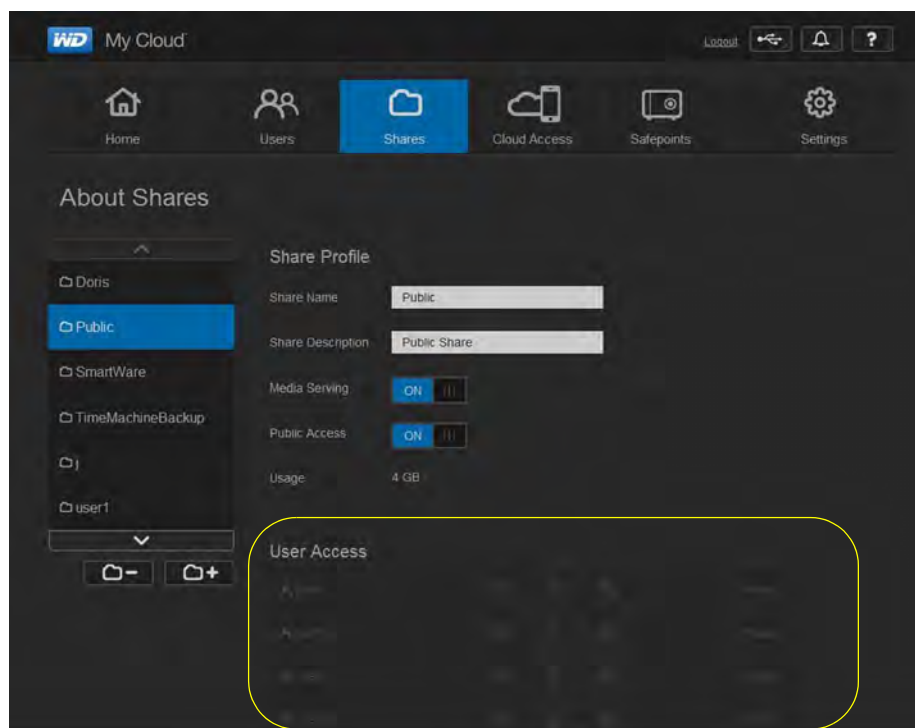 WD My Cloud
Logout ?
Home Users Shares Cloud Access Safepoints Settings
About Shares
Doris
Public
SmartWare
TimeMachineBackup
j
user1
Share Profile
Share Name Public
Share Description Public Share
Media Serving ON
Public Access ON
Usage 4 GB
User Access